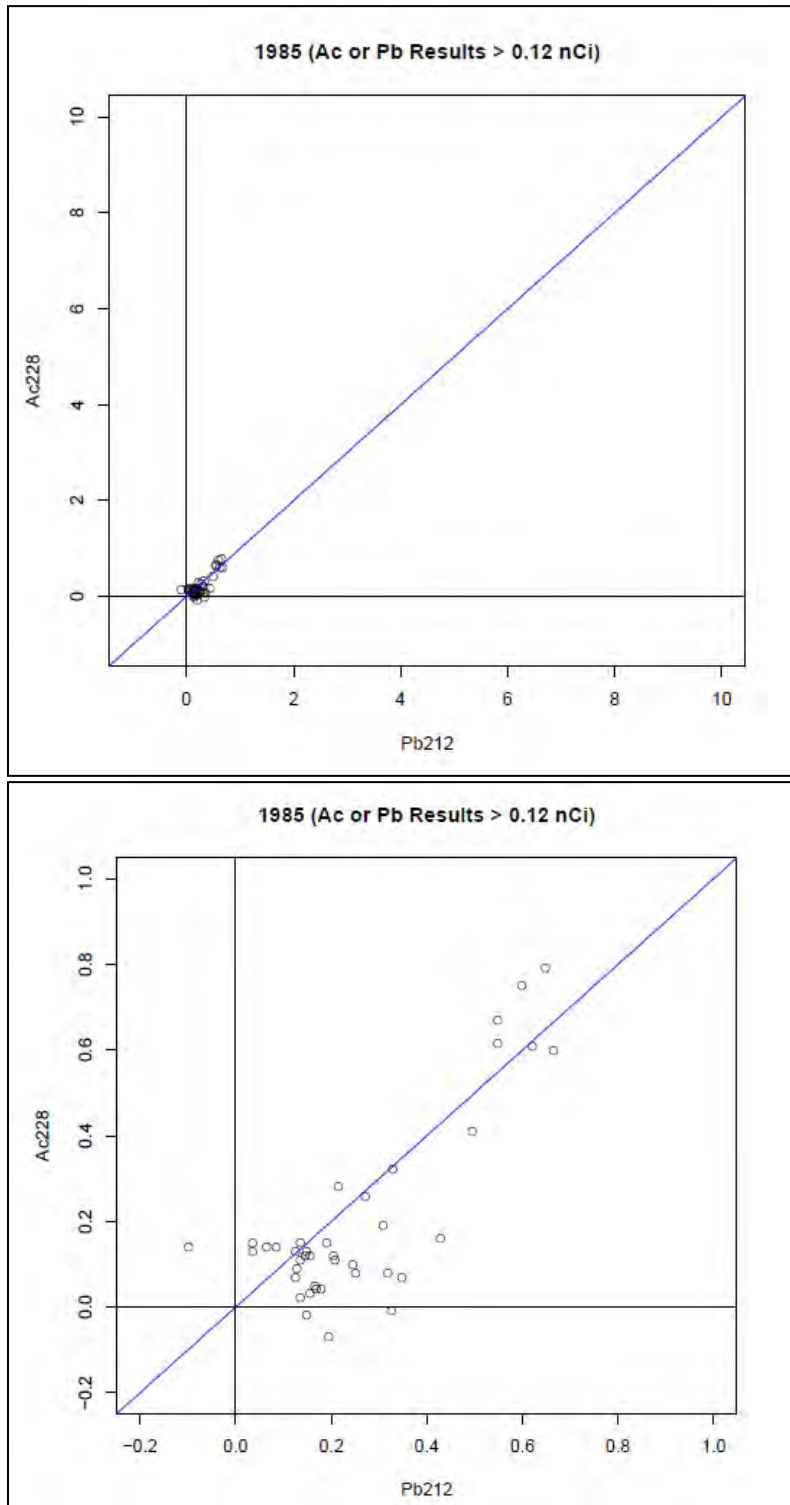 1985 (Ac or Pb Results > 0.12 nCi)
10
8
6
4
2
0
Ac228
0 2 4 6 8 10
Pb212
1985 (Ac or Pb Results > 0.12 nCi)
1.0
0.8
0.6
0.4
0.2
0.0
−0.2
Ac228
−0.2 0.0 0.2 0.4 0.6 0.8 1.0
Pb212